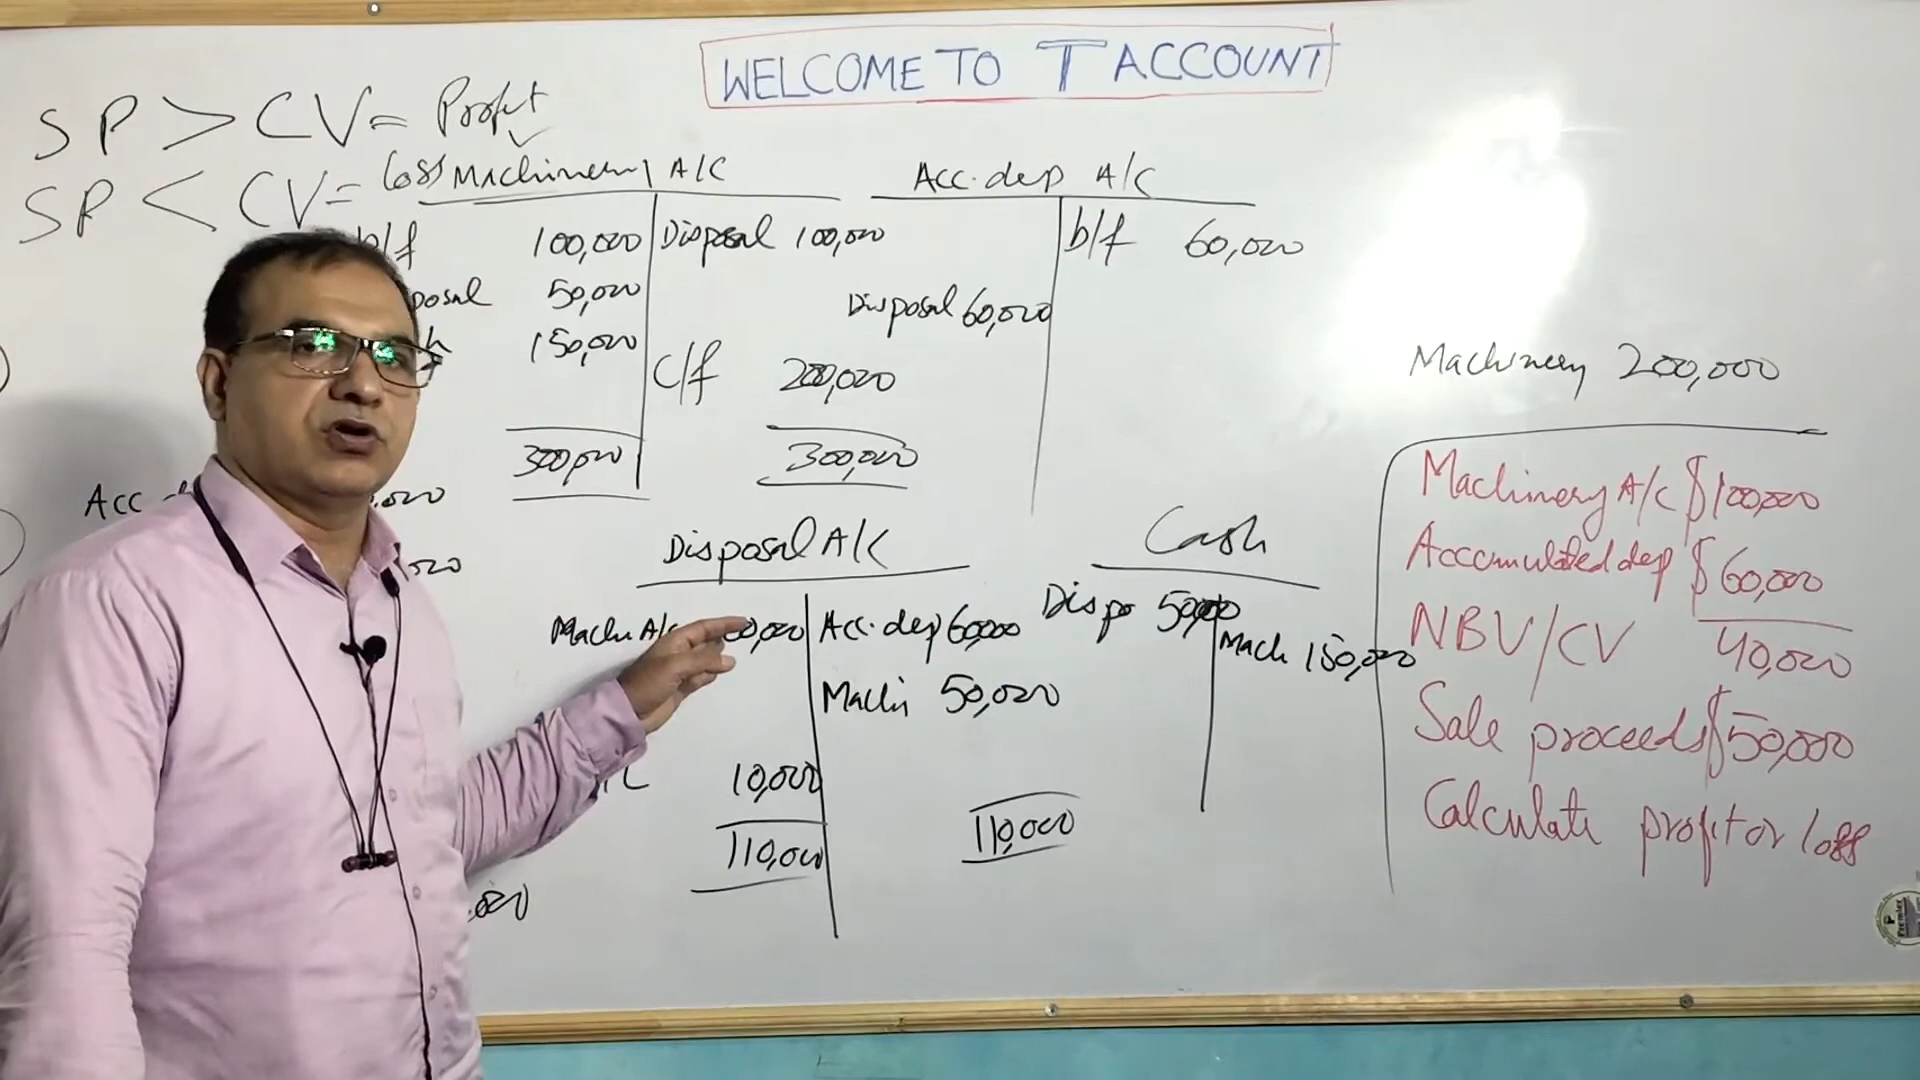 WELCOME TO T ACCOUNT
SP > CV = Profit
SP < CV = Loss
Machinery A/C
b/f 100,000 Disposal 100,000
posal 50,000
150,000
c/f 200,000
300,000 300,000
Acc.dep A/C
b/f 60,000
Disposal 60,000
Acc.
Disposal A/C
Machi A/c
Acc.dep 60,000
Machi 50,000
10,000
110,000 110,000
Cash
Dispo 50,000
Mach 150,000
Machinery 200,000
Machinery A/C $100,000
Accumulated dep $60,000
NBV/CV 40,000
Sale proceeds $50,000
Calculate profit or loss